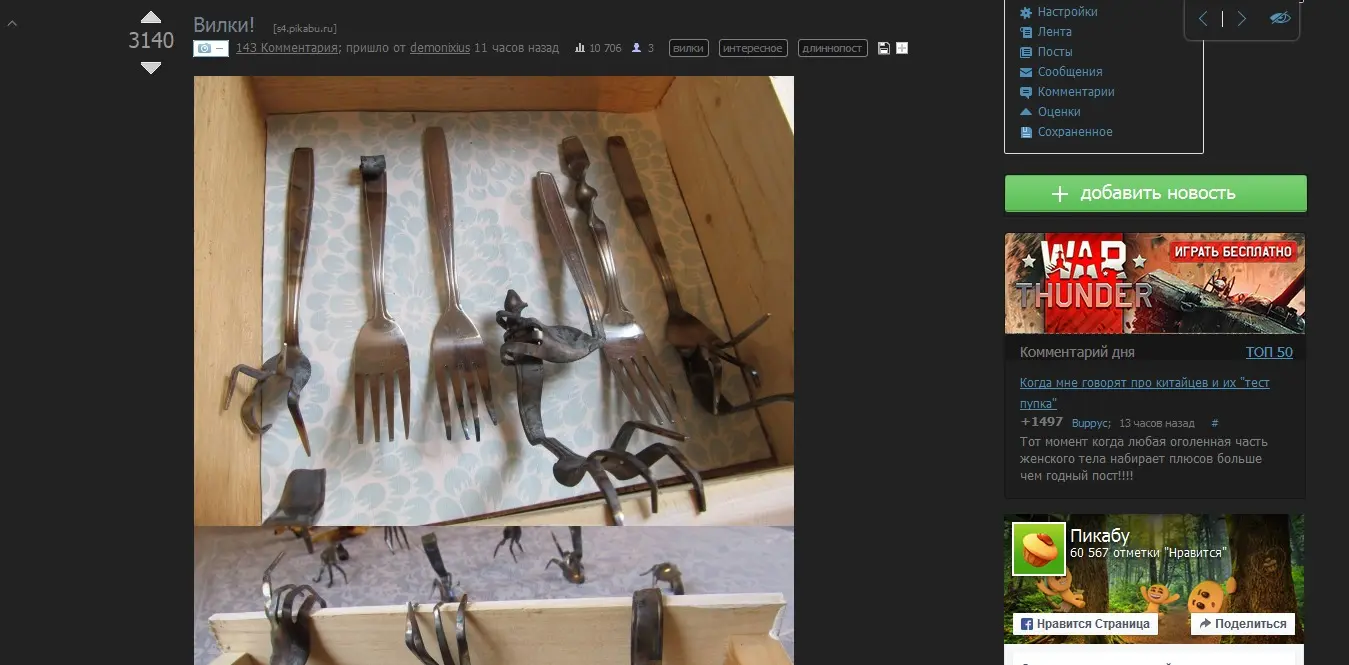 3140
Вилки! [s4.pikabu.ru]
143 Комментария; пришло от demonixius 11 часов назад 10 706 3 вилки интересное длиннопост
Настройки
Лента
Посты
Сообщения
Комментарии
Оценки
Сохраненное
+ добавить новость
WAR
THUNDER
ИГРАТЬ БЕСПЛАТНО
Комментарий дня ТОП 50
Когда мне говорят про китайцев и их "тест
пупка"
+1497 Buppyc; 13 часов назад #
Тот момент когда любая оголенная часть
женского тела набирает плюсов больше
чем годный пост!!!!
Пикабу
60 567 отметки "Нравится"
Нравится Страница Поделиться